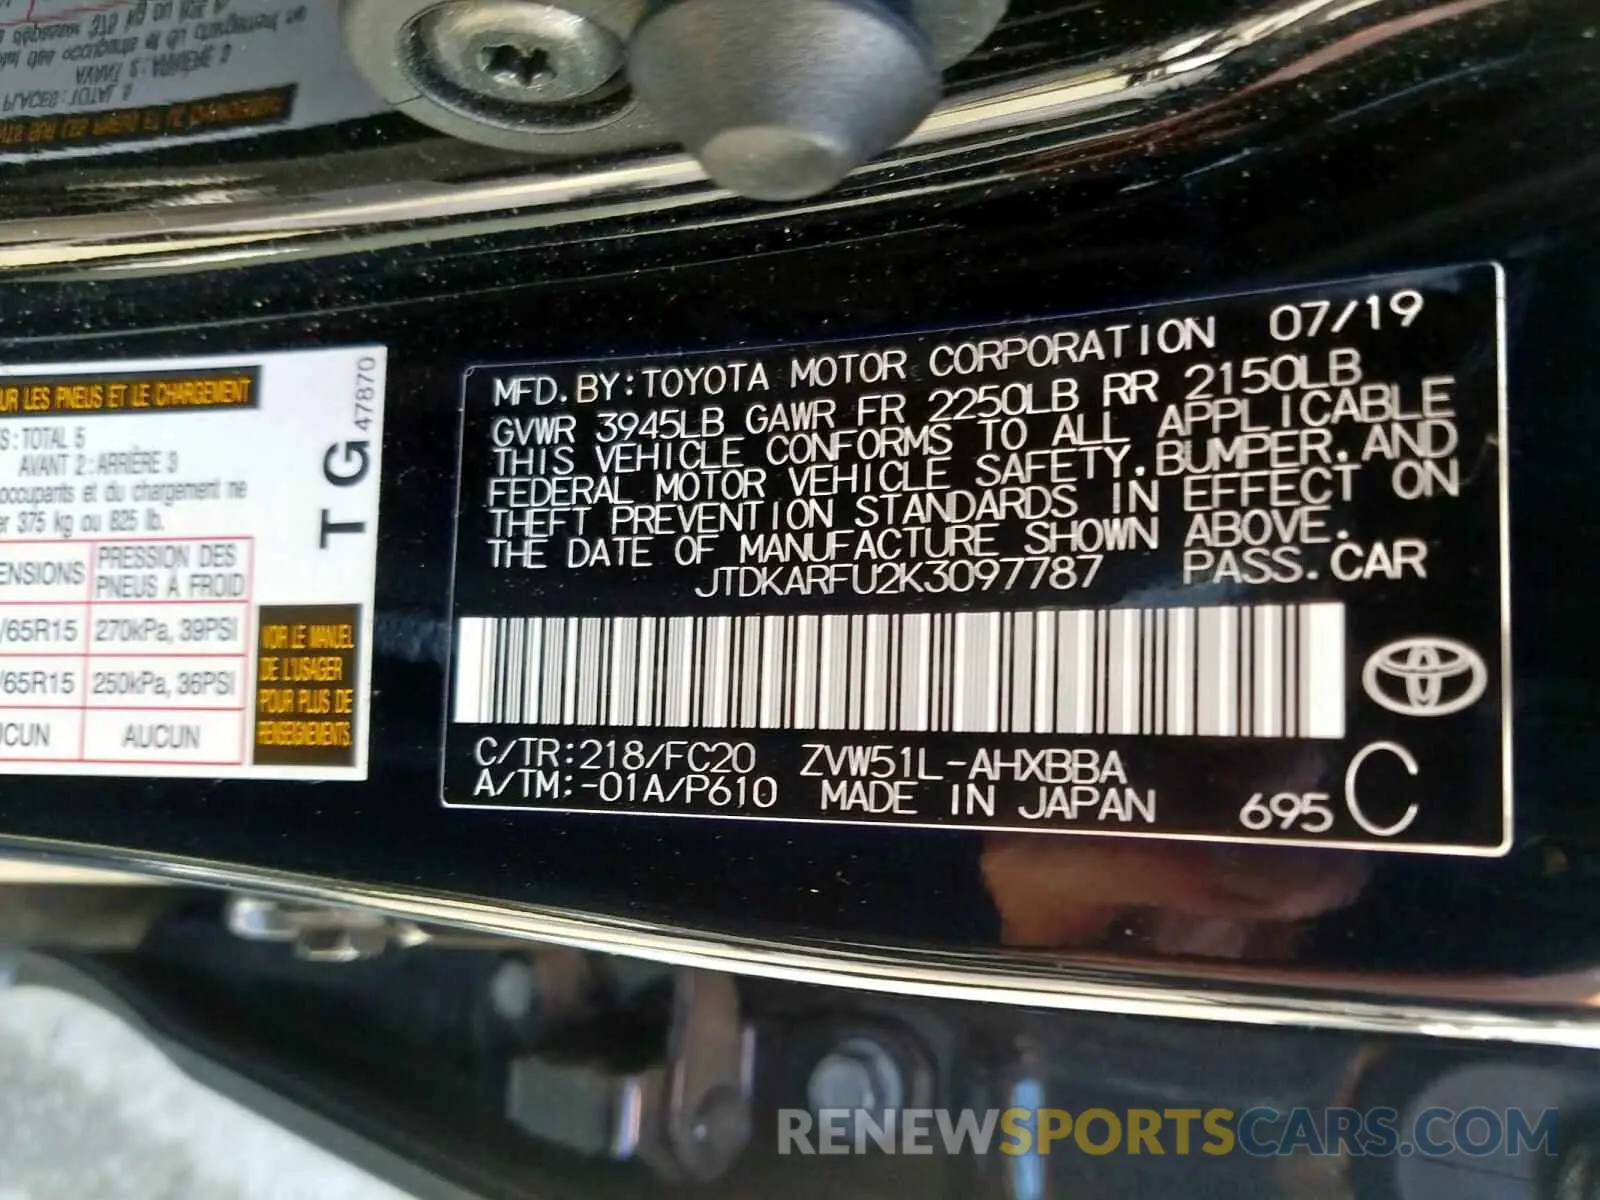 UR LES PNEUS ET LE CHARGEMENT
S : TOTAL 5
AVANT 2 : ARRIÈRE 3
occupants et du chargement ne
er 375 kg ou 825 lb.
ENSIONS PRESSION DES
PNEUS À FROID
/65R15 270kPa, 39PSI
/65R15 250kPa, 36PSI
UCUN AUCUN
VOIR LE MANUEL
DE L'USAGER
POUR PLUS DE
RENSEIGNEMENTS.
T G 47870
MFD. BY: TOYOTA MOTOR CORPORATION 07/19
GVWR 3945LB GAWR FR 2250LB RR 2150LB
THIS VEHICLE CONFORMS TO ALL APPLICABLE
FEDERAL MOTOR VEHICLE SAFETY, BUMPER, AND
THEFT PREVENTION STANDARDS IN EFFECT ON
THE DATE OF MANUFACTURE SHOWN ABOVE.
JTDKARFU2K3097787 PASS. CAR
C/TR:218/FC20 ZVW51L-AHXBBA
A/TM:-01A/P610 MADE IN JAPAN 695 C
RENEWSPORTSCARS.COM